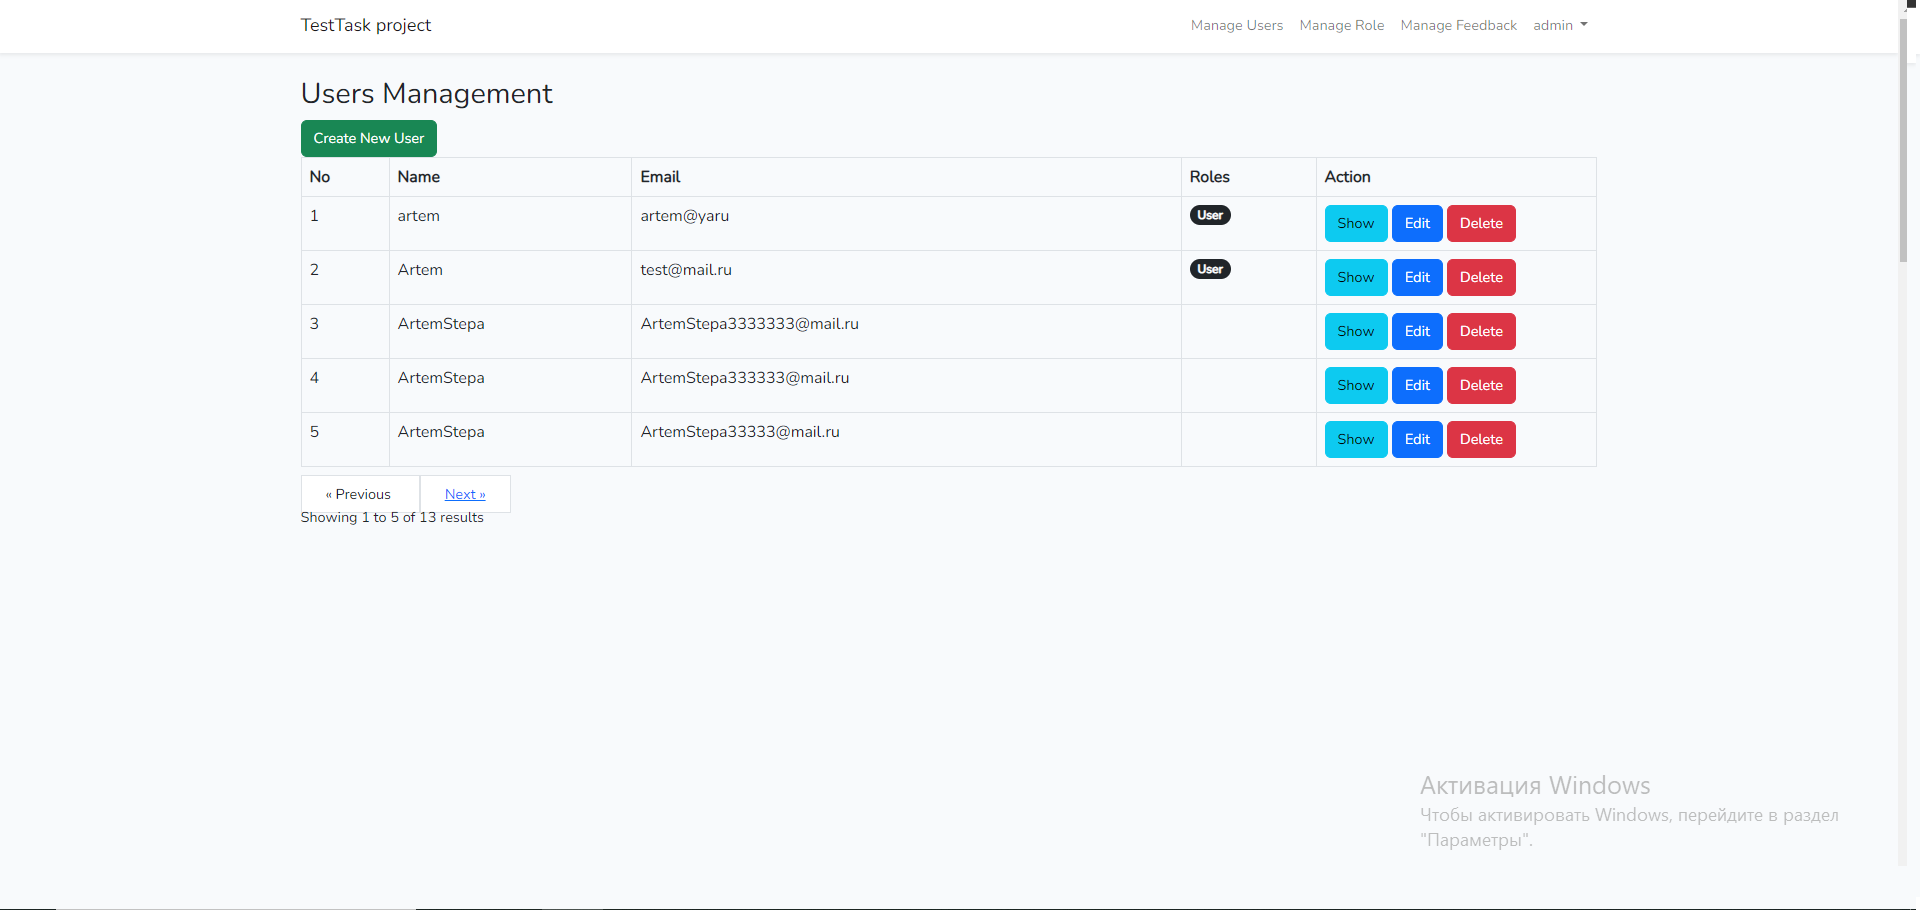 TestTask project Manage Users Manage Role Manage Feedback admin
Users Management
Create New User
No Name Email Roles Action
1 artem artem@yaru User Show Edit Delete
2 Artem test@mail.ru User Show Edit Delete
3 ArtemStepa ArtemStepa3333333@mail.ru Show Edit Delete
4 ArtemStepa ArtemStepa333333@mail.ru Show Edit Delete
5 ArtemStepa ArtemStepa33333@mail.ru Show Edit Delete
« Previous Next »
Showing 1 to 5 of 13 results
Активация Windows
Чтобы активировать Windows, перейдите в раздел
"Параметры".